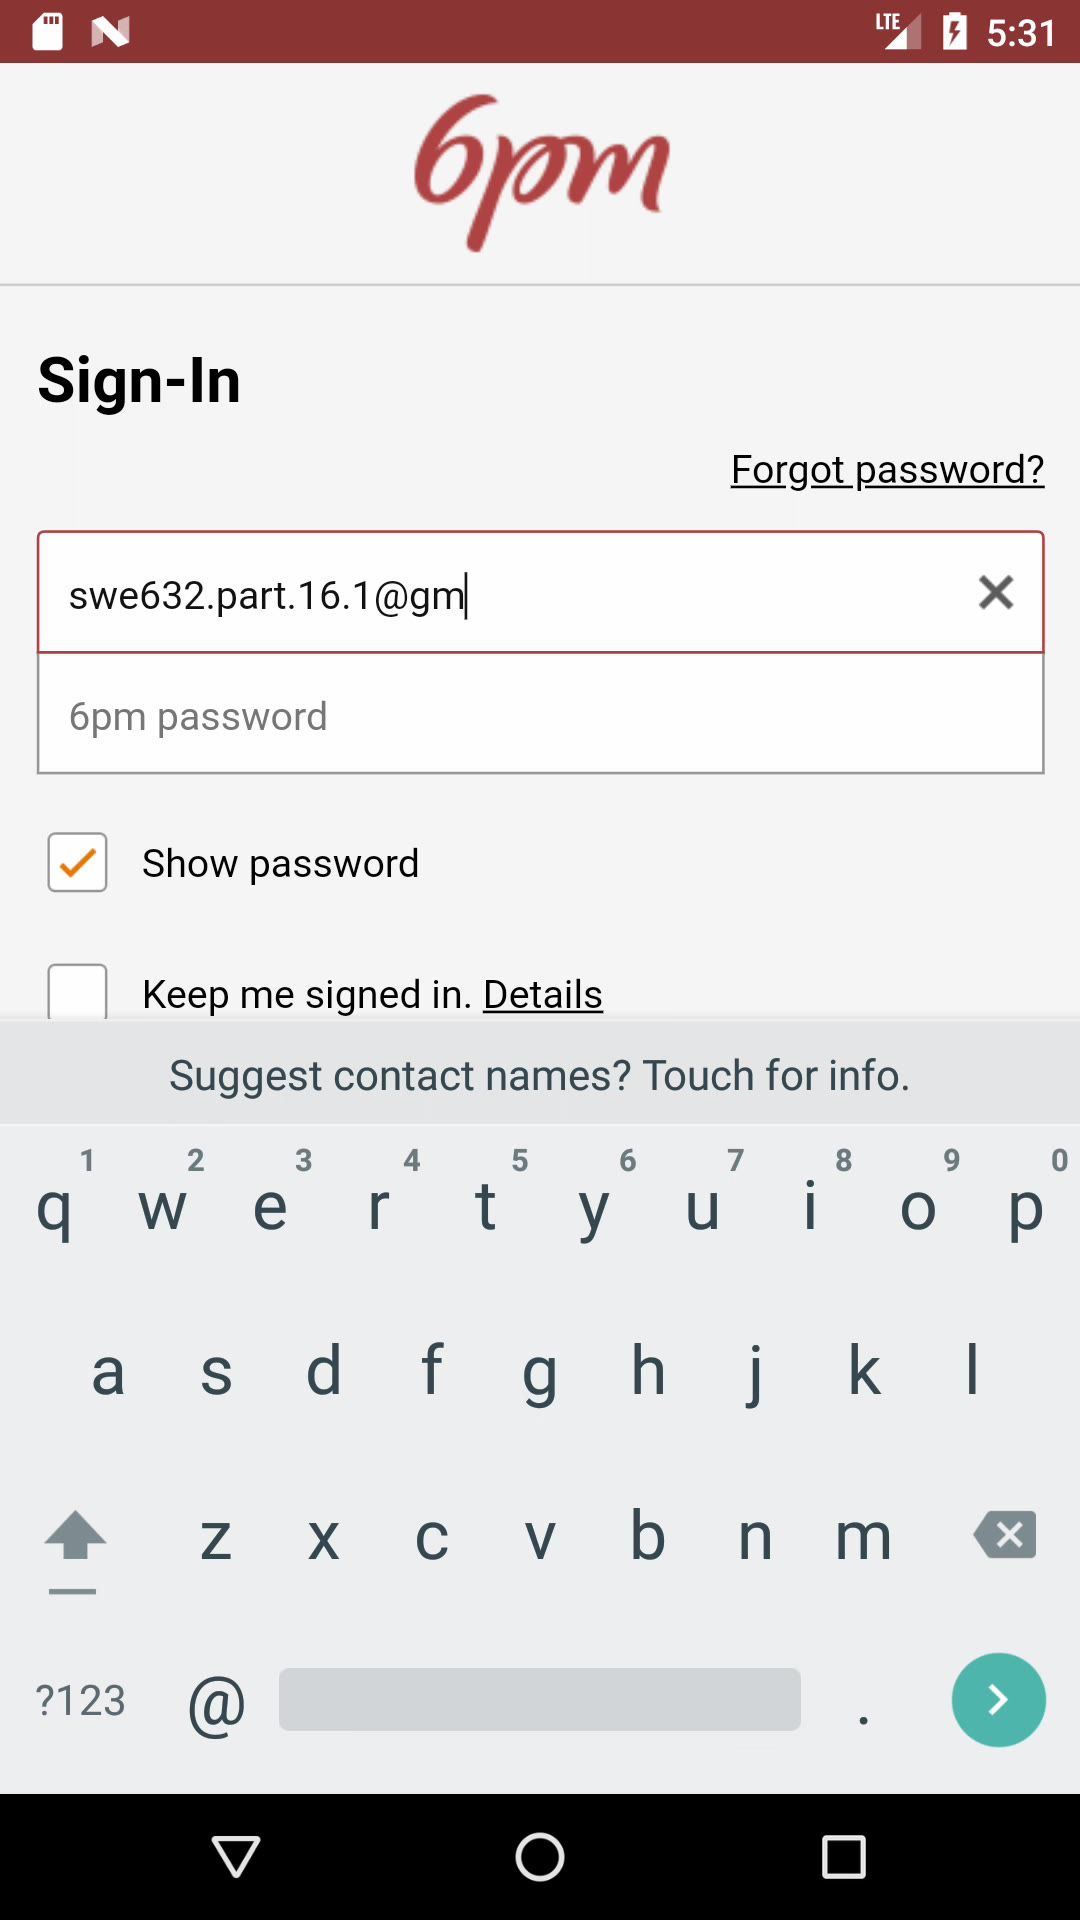 LTE 5:31
6pm
Sign-In
Forgot password?
swe632.part.16.1@gm
6pm password
Show password
Keep me signed in. Details
Suggest contact names? Touch for info.
1 2 3 4 5 6 7 8 9 0
q w e r t y u i o p
a s d f g h j k l
z x c v b n m
?123 @ .